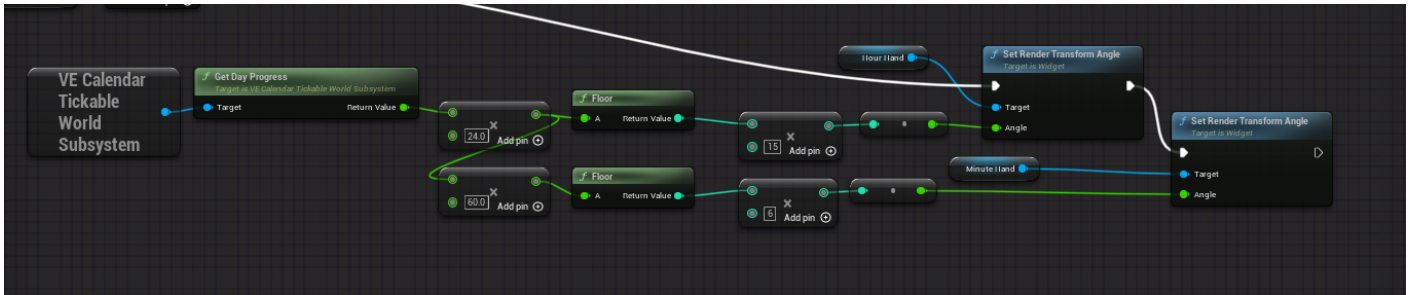 VE Calendar
Tickable
World
Subsystem
f Get Day Progress
Target is VECalendar Tickable World Subsystem
Target
Return Value
24.0
Add pin
60.0
Add pin
f Floor
A
Return Value
f Floor
A
Return Value
15
Add pin
6
Add pin
Hour Hand
f Set Render Transform Angle
Target is Widget
Target
Angle
Minute Hand
f Set Render Transform Angle
Target is Widget
Target
Angle